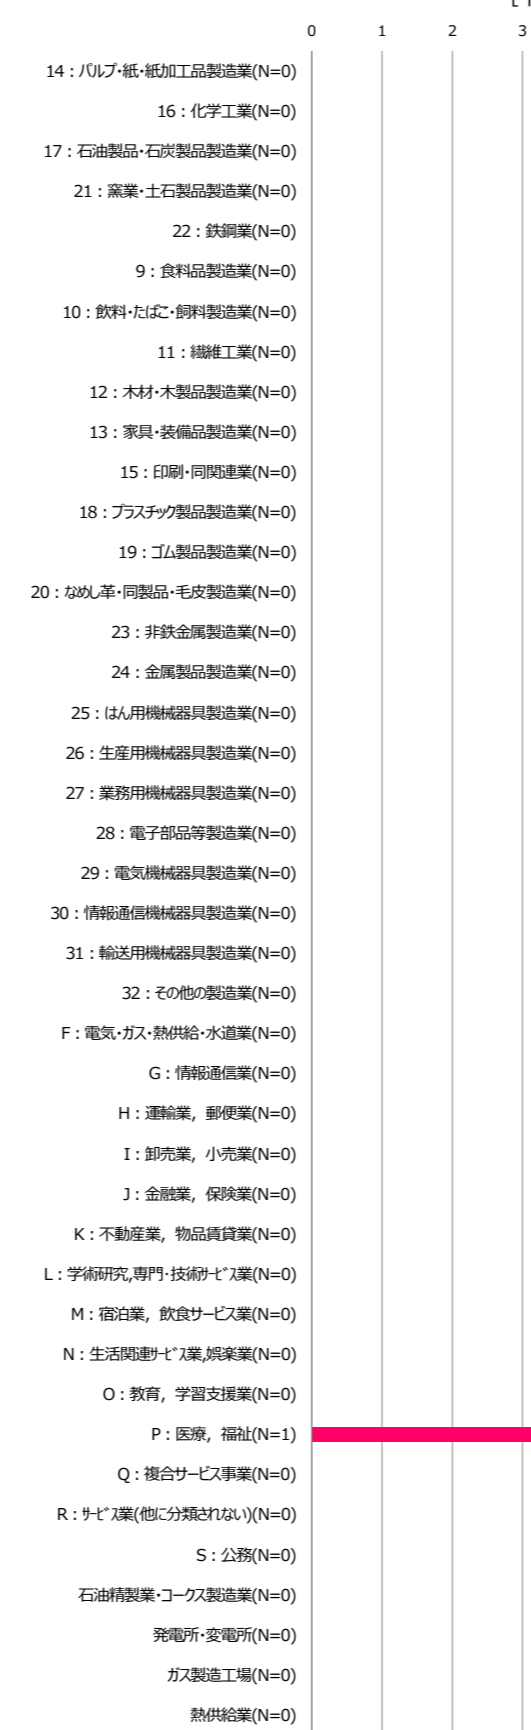 0 1 2 3
14：パルプ・紙・紙加工品製造業(N=0)
16：化学工業(N=0)
17：石油製品・石炭製品製造業(N=0)
21：窯業・土石製品製造業(N=0)
22：鉄鋼業(N=0)
9：食料品製造業(N=0)
10：飲料・たばこ・飼料製造業(N=0)
11：繊維工業(N=0)
12：木材・木製品製造業(N=0)
13：家具・装備品製造業(N=0)
15：印刷・同関連業(N=0)
18：プラスチック製品製造業(N=0)
19：ゴム製品製造業(N=0)
20：なめし革・同製品・毛皮製造業(N=0)
23：非鉄金属製造業(N=0)
24：金属製品製造業(N=0)
25：はん用機械器具製造業(N=0)
26：生産用機械器具製造業(N=0)
27：業務用機械器具製造業(N=0)
28：電子部品等製造業(N=0)
29：電気機械器具製造業(N=0)
30：情報通信機械器具製造業(N=0)
31：輸送用機械器具製造業(N=0)
32：その他の製造業(N=0)
F：電気・ガス・熱供給・水道業(N=0)
G：情報通信業(N=0)
H：運輸業，郵便業(N=0)
I：卸売業，小売業(N=0)
J：金融業，保険業(N=0)
K：不動産業，物品賃貸業(N=0)
L：学術研究,専門・技術ｻｰﾋﾞｽ業(N=0)
M：宿泊業，飲食サービス業(N=0)
N：生活関連ｻｰﾋﾞｽ業,娯楽業(N=0)
O：教育，学習支援業(N=0)
P：医療，福祉(N=1)
Q：複合サービス事業(N=0)
R：ｻｰﾋﾞｽ業(他に分類されない)(N=0)
S：公務(N=0)
石油精製業・コークス製造業(N=0)
発電所・変電所(N=0)
ガス製造工場(N=0)
熱供給業(N=0)